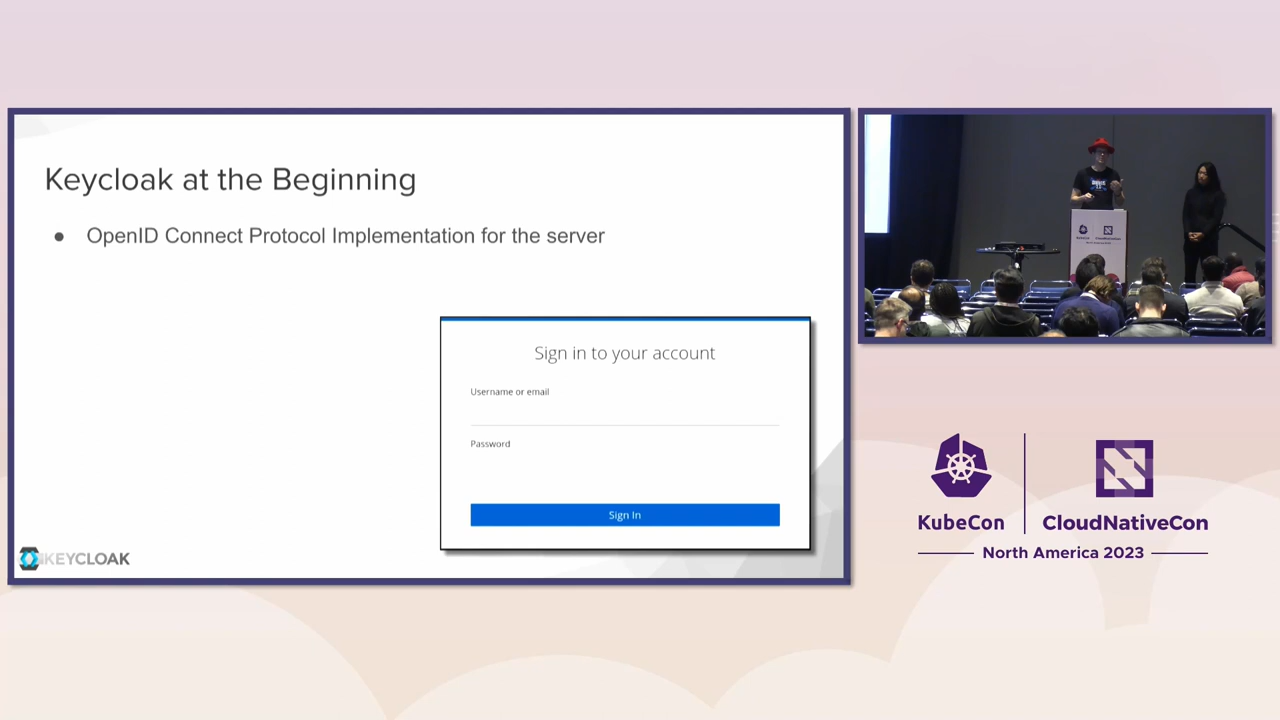 Keycloak at the Beginning
● OpenID Connect Protocol Implementation for the server
Sign in to your account
Username or email
Password
Sign In
KEYCLOAK
KubeCon
CloudNativeCon
North America 2023